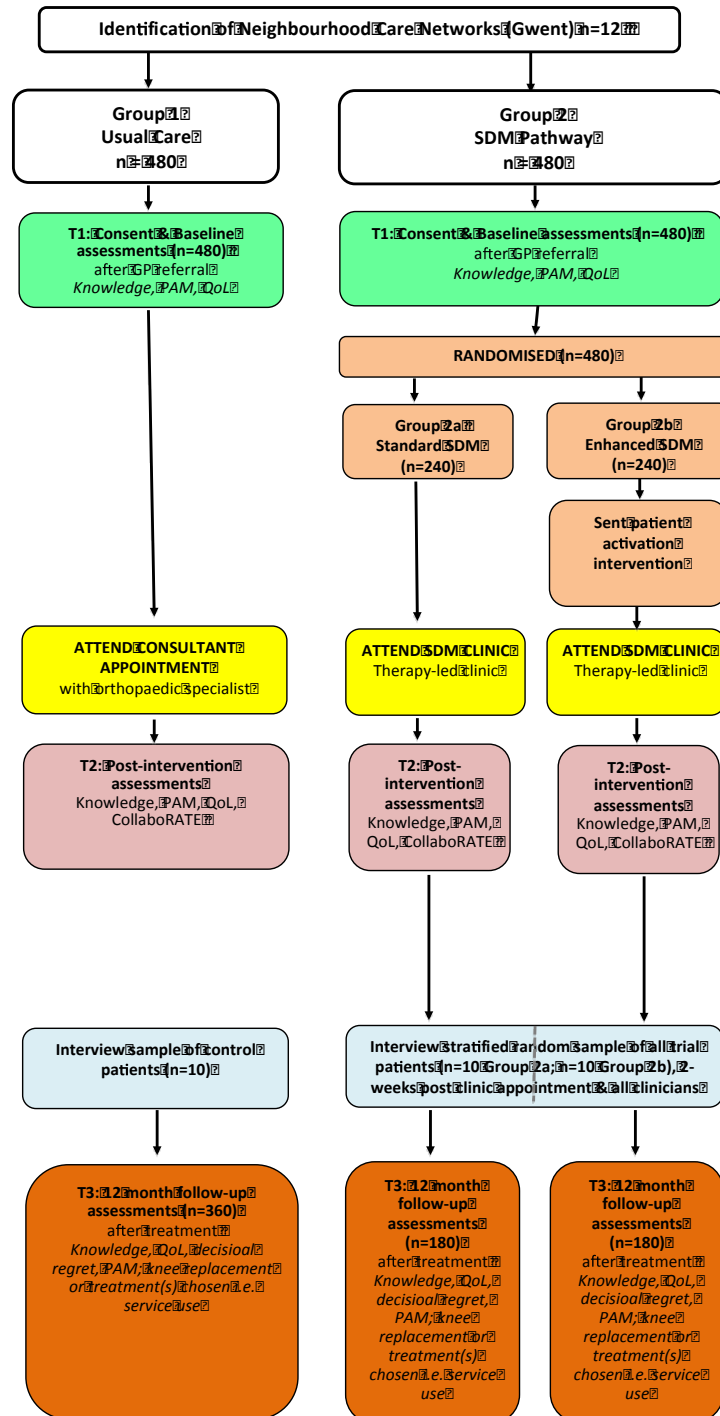 Identification of Neighbourhood Care Networks (Gwent) n=12
Group 1
Usual Care
n = 480
Group 2
SDM Pathway
n = 480
T1: Consent & Baseline
assessments (n=480)
after GP referral
Knowledge, PAM, QoL
T1: Consent & Baseline assessments (n=480)
after GP referral
Knowledge, PAM, QoL
RANDOMISED (n=480)
Group 2a
Standard SDM
(n=240)
Group 2b
Enhanced SDM
(n=240)
Sent patient
activation
intervention
ATTEND CONSULTANT
APPOINTMENT
with orthopaedic specialist
ATTEND SDM CLINIC
Therapy-led clinic
ATTEND SDM CLINIC
Therapy-led clinic
T2: Post-intervention
assessments
Knowledge, PAM, QoL,
CollaboRATE
T2: Post-
intervention
assessments
Knowledge, PAM,
QoL, CollaboRATE
T2: Post-
intervention
assessments
Knowledge, PAM,
QoL, CollaboRATE
Interview sample of control
patients (n=10)
Interview stratified random sample of all trial
patients (n=10 Group 2a; n=10 Group 2b), 2-
weeks post clinic appointment & all clinicians
T3: 12 month follow-up
assessments (n=360)
after treatment
Knowledge, QoL, decisioal
regret, PAM; knee replacement
or treatment(s) chosen i.e.
service use
T3: 12 month
follow-up
assessments
(n=180)
after treatment
Knowledge, QoL,
decisioal regret,
PAM; knee
replacement or
treatment(s)
chosen i.e. service
use
T3: 12 month
follow-up
assessments
(n=180)
after treatment
Knowledge, QoL,
decisioal regret,
PAM; knee
replacement or
treatment(s)
chosen i.e. service
use